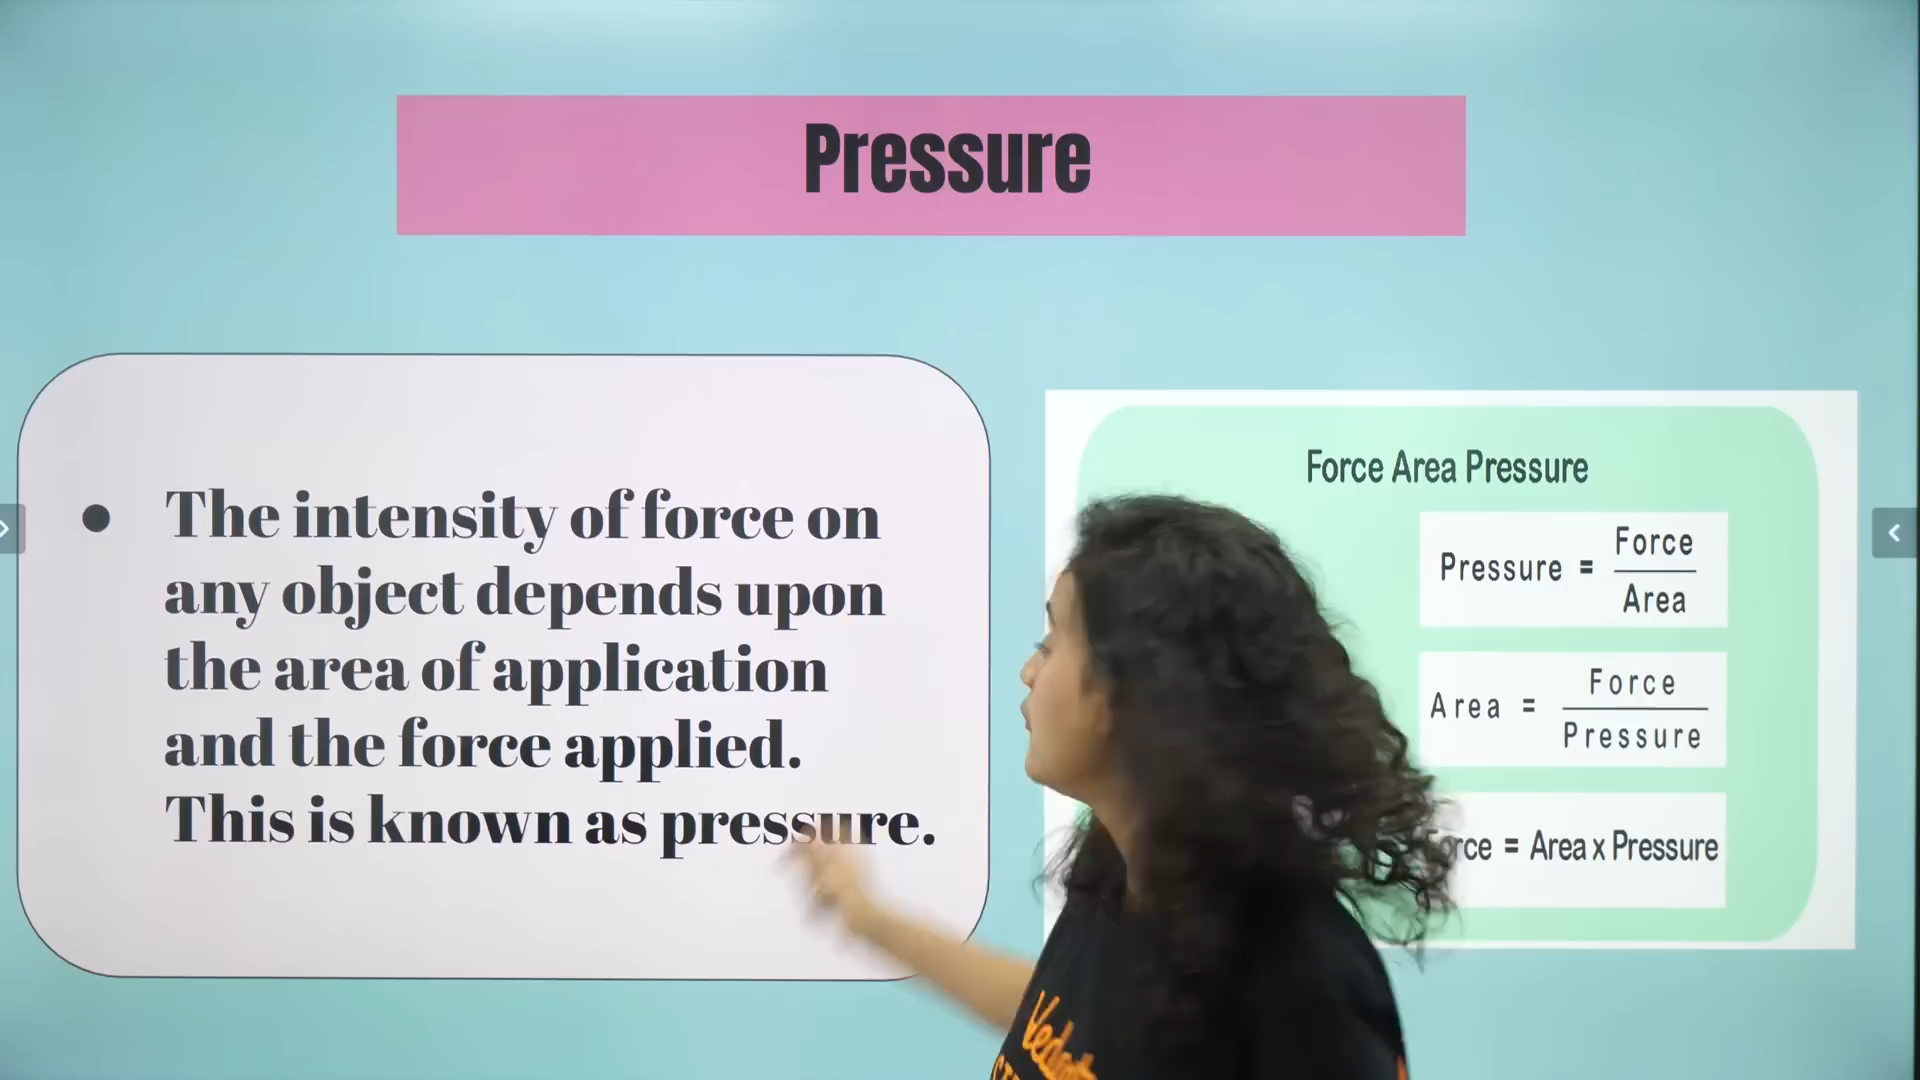 Pressure
● The intensity of force on
any object depends upon
the area of application
and the force applied.
This is known as pressure.
Force Area Pressure
Pressure = Force
Area
Area = Force
Pressure
Force = Area x Pressure